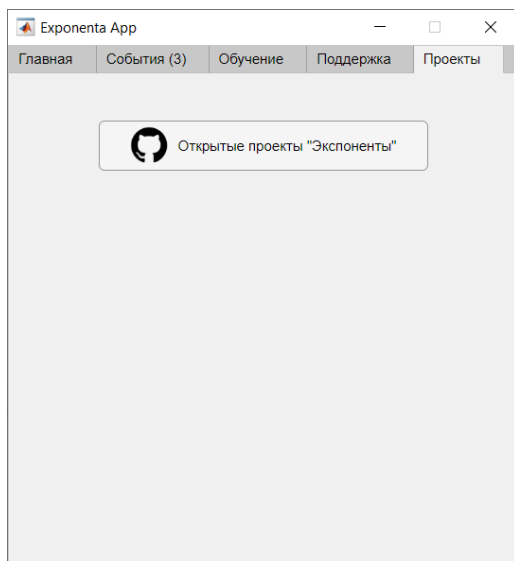 Exponenta App
Главная События (3) Обучение Поддержка Проекты
Открытые проекты "Экспоненты"